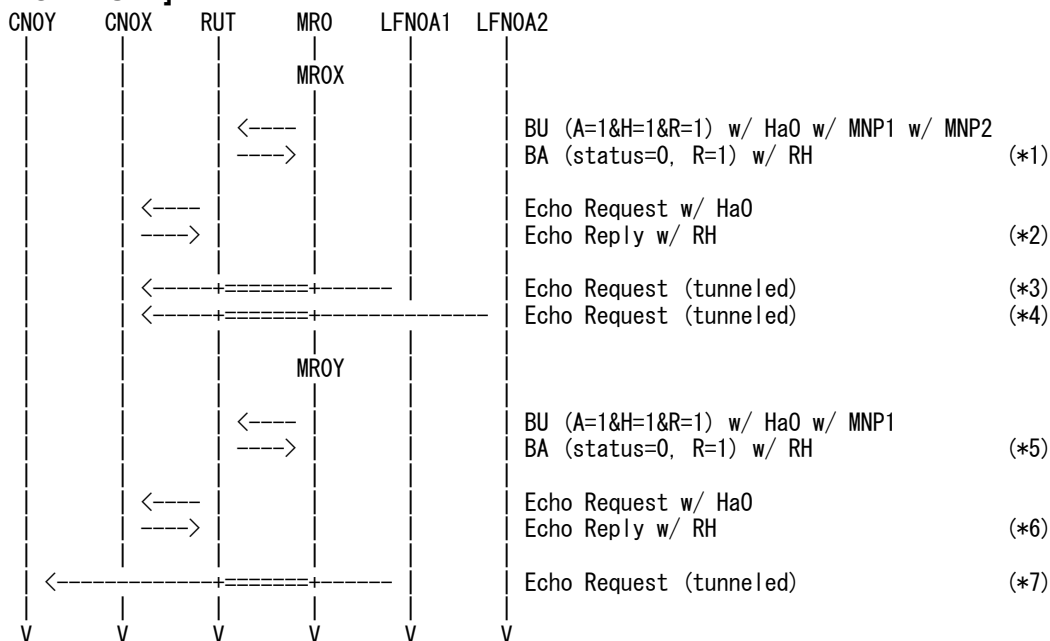 CN0Y CN0X RUT MR0 LFN0A1 LFN0A2
MR0X
<---- BU (A=1&H=1&R=1) w/ HaO w/ MNP1 w/ MNP2
----> BA (status=0, R=1) w/ RH (*1)
<---- Echo Request w/ HaO
----> Echo Reply w/ RH (*2)
<-----+=======+------ Echo Request (tunneled) (*3)
<-----+=======+-------------- Echo Request (tunneled) (*4)
MR0Y
<---- BU (A=1&H=1&R=1) w/ HaO w/ MNP1
----> BA (status=0, R=1) w/ RH (*5)
<---- Echo Request w/ HaO
----> Echo Reply w/ RH (*6)
<-------------+=======+------ Echo Request (tunneled) (*7)
V V V V V V